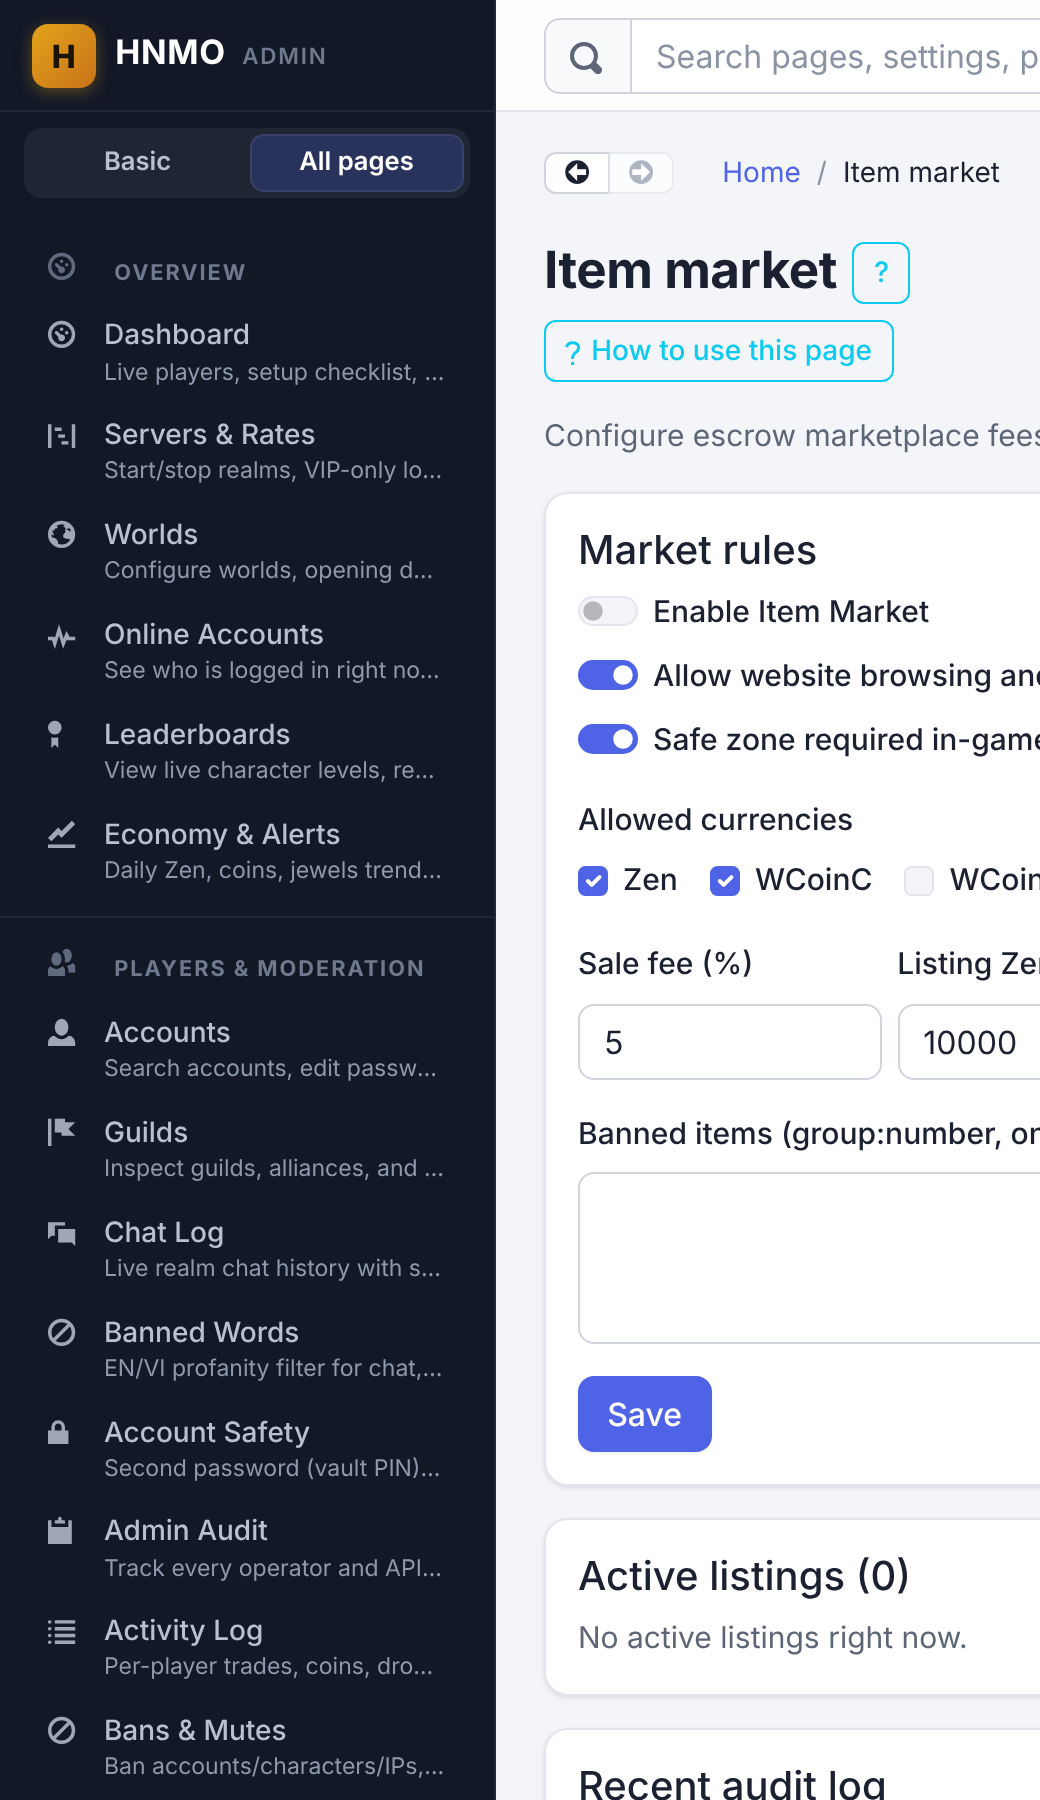 H HNMO ADMIN
Basic All pages
OVERVIEW
Dashboard
Live players, setup checklist, ...
Servers & Rates
Start/stop realms, VIP-only lo...
Worlds
Configure worlds, opening d...
Online Accounts
See who is logged in right no...
Leaderboards
View live character levels, re...
Economy & Alerts
Daily Zen, coins, jewels trend...
PLAYERS & MODERATION
Accounts
Search accounts, edit passw...
Guilds
Inspect guilds, alliances, and ...
Chat Log
Live realm chat history with s...
Banned Words
EN/VI profanity filter for chat,...
Account Safety
Second password (vault PIN)...
Admin Audit
Track every operator and API...
Activity Log
Per-player trades, coins, dro...
Bans & Mutes
Ban accounts/characters/IPs,...
Search pages, settings, p
Home / Item market
Item market ?
? How to use this page
Configure escrow marketplace fees
Market rules
Enable Item Market
Allow website browsing and
Safe zone required in-game
Allowed currencies
Zen WCoinC WCoin
Sale fee (%) Listing Zen
5 10000
Banned items (group:number, on
Save
Active listings (0)
No active listings right now.
Recent audit log